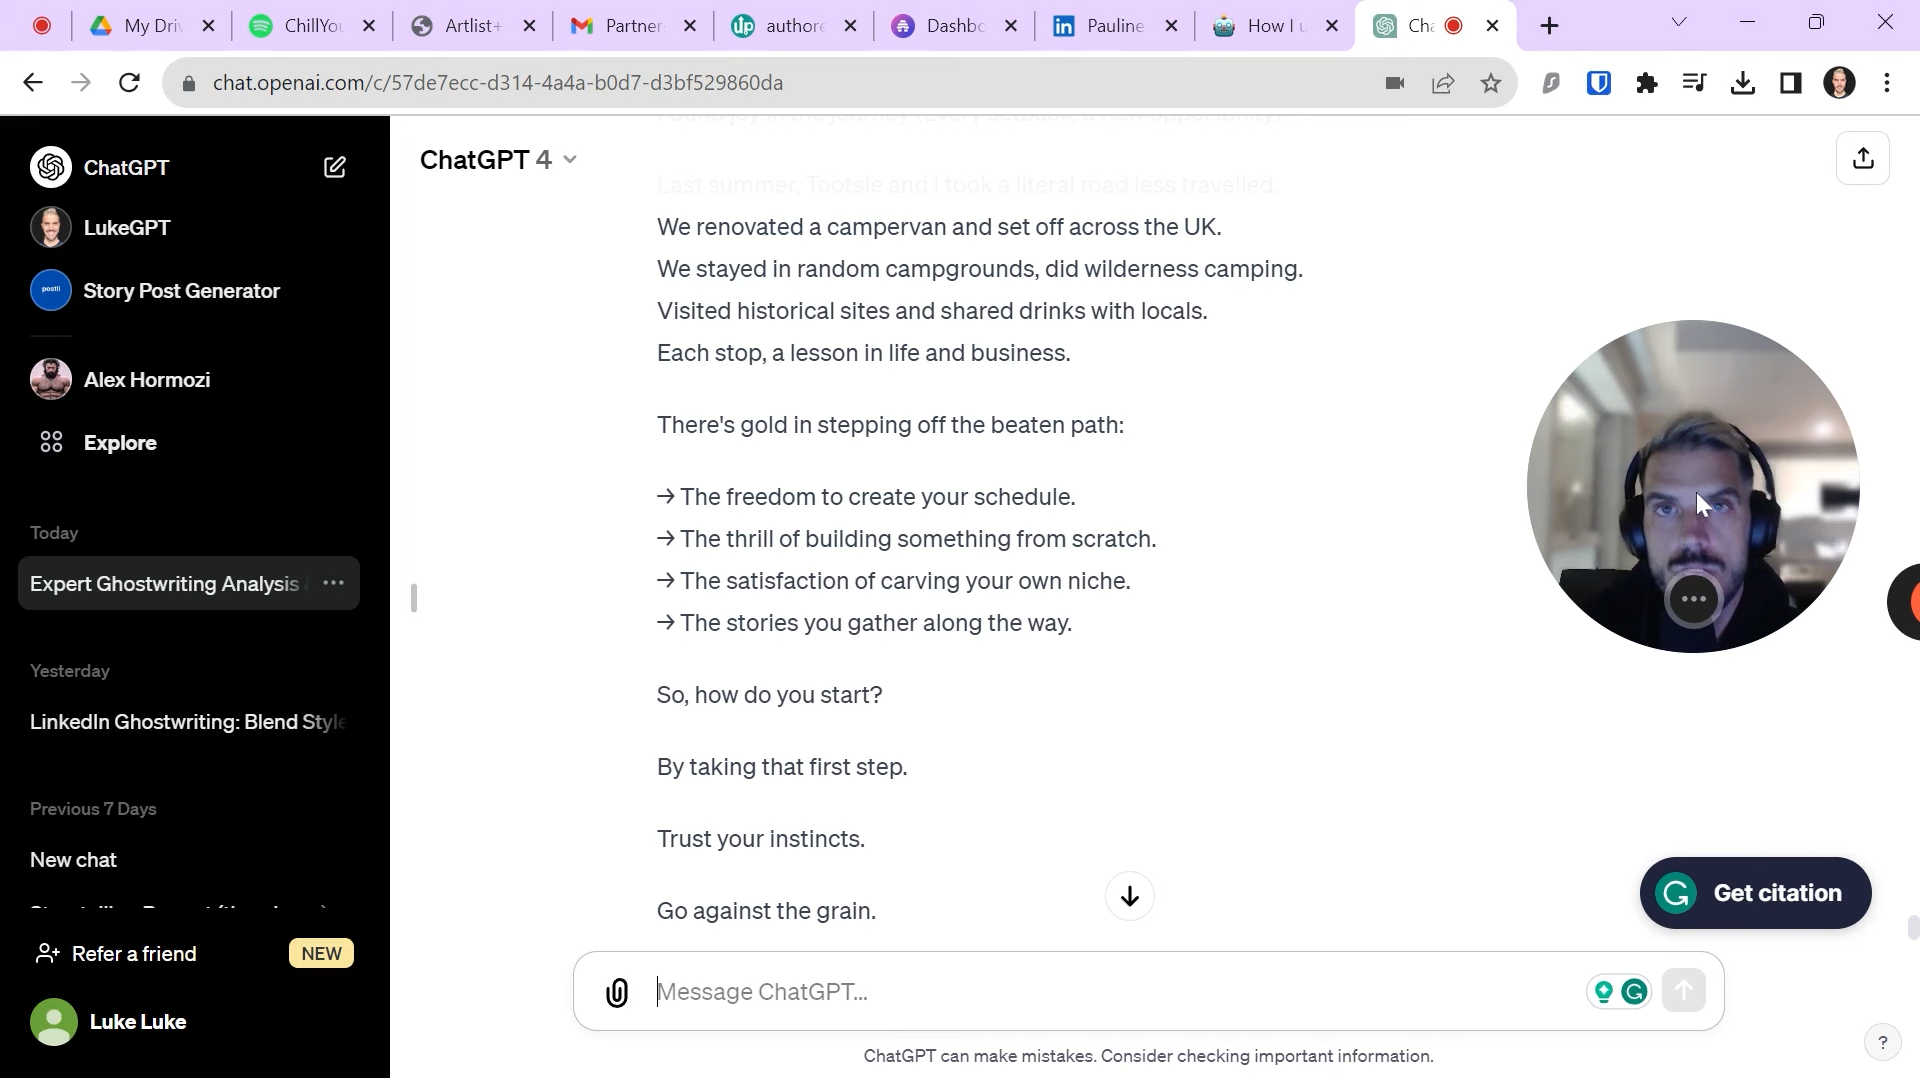 My Dri
ChillYo
Artlist+
Partner
up
author
Dashb
in
Pauline
How I u
Cha
chat.openai.com/c/57de7ecc-d314-4a4a-b0d7-d3bf529860da
ChatGPT
LukeGPT
postli
Story Post Generator
Alex Hormozi
Explore
Today
Expert Ghostwriting Analysis
Yesterday
LinkedIn Ghostwriting: Blend Style
Previous 7 Days
New chat
Refer a friend
NEW
Luke Luke
ChatGPT 4
Last summer, Tootsie and I took a literal road less travelled.
We renovated a campervan and set off across the UK.
We stayed in random campgrounds, did wilderness camping.
Visited historical sites and shared drinks with locals.
Each stop, a lesson in life and business.
There's gold in stepping off the beaten path:
→ The freedom to create your schedule.
→ The thrill of building something from scratch.
→ The satisfaction of carving your own niche.
→ The stories you gather along the way.
So, how do you start?
By taking that first step.
Trust your instincts.
Go against the grain.
Get citation
Message ChatGPT...
ChatGPT can make mistakes. Consider checking important information.
?